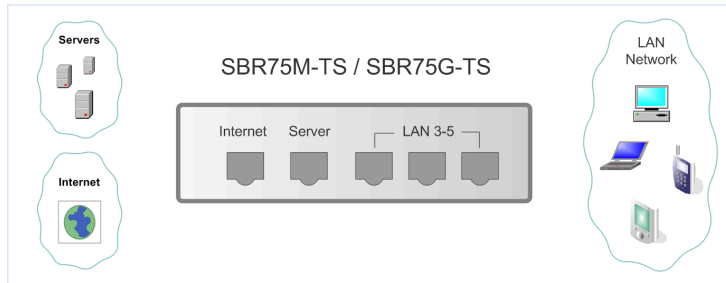 Servers
LAN
Network
SBR75M-TS / SBR75G-TS
Internet
Server
LAN 3-5
Internet